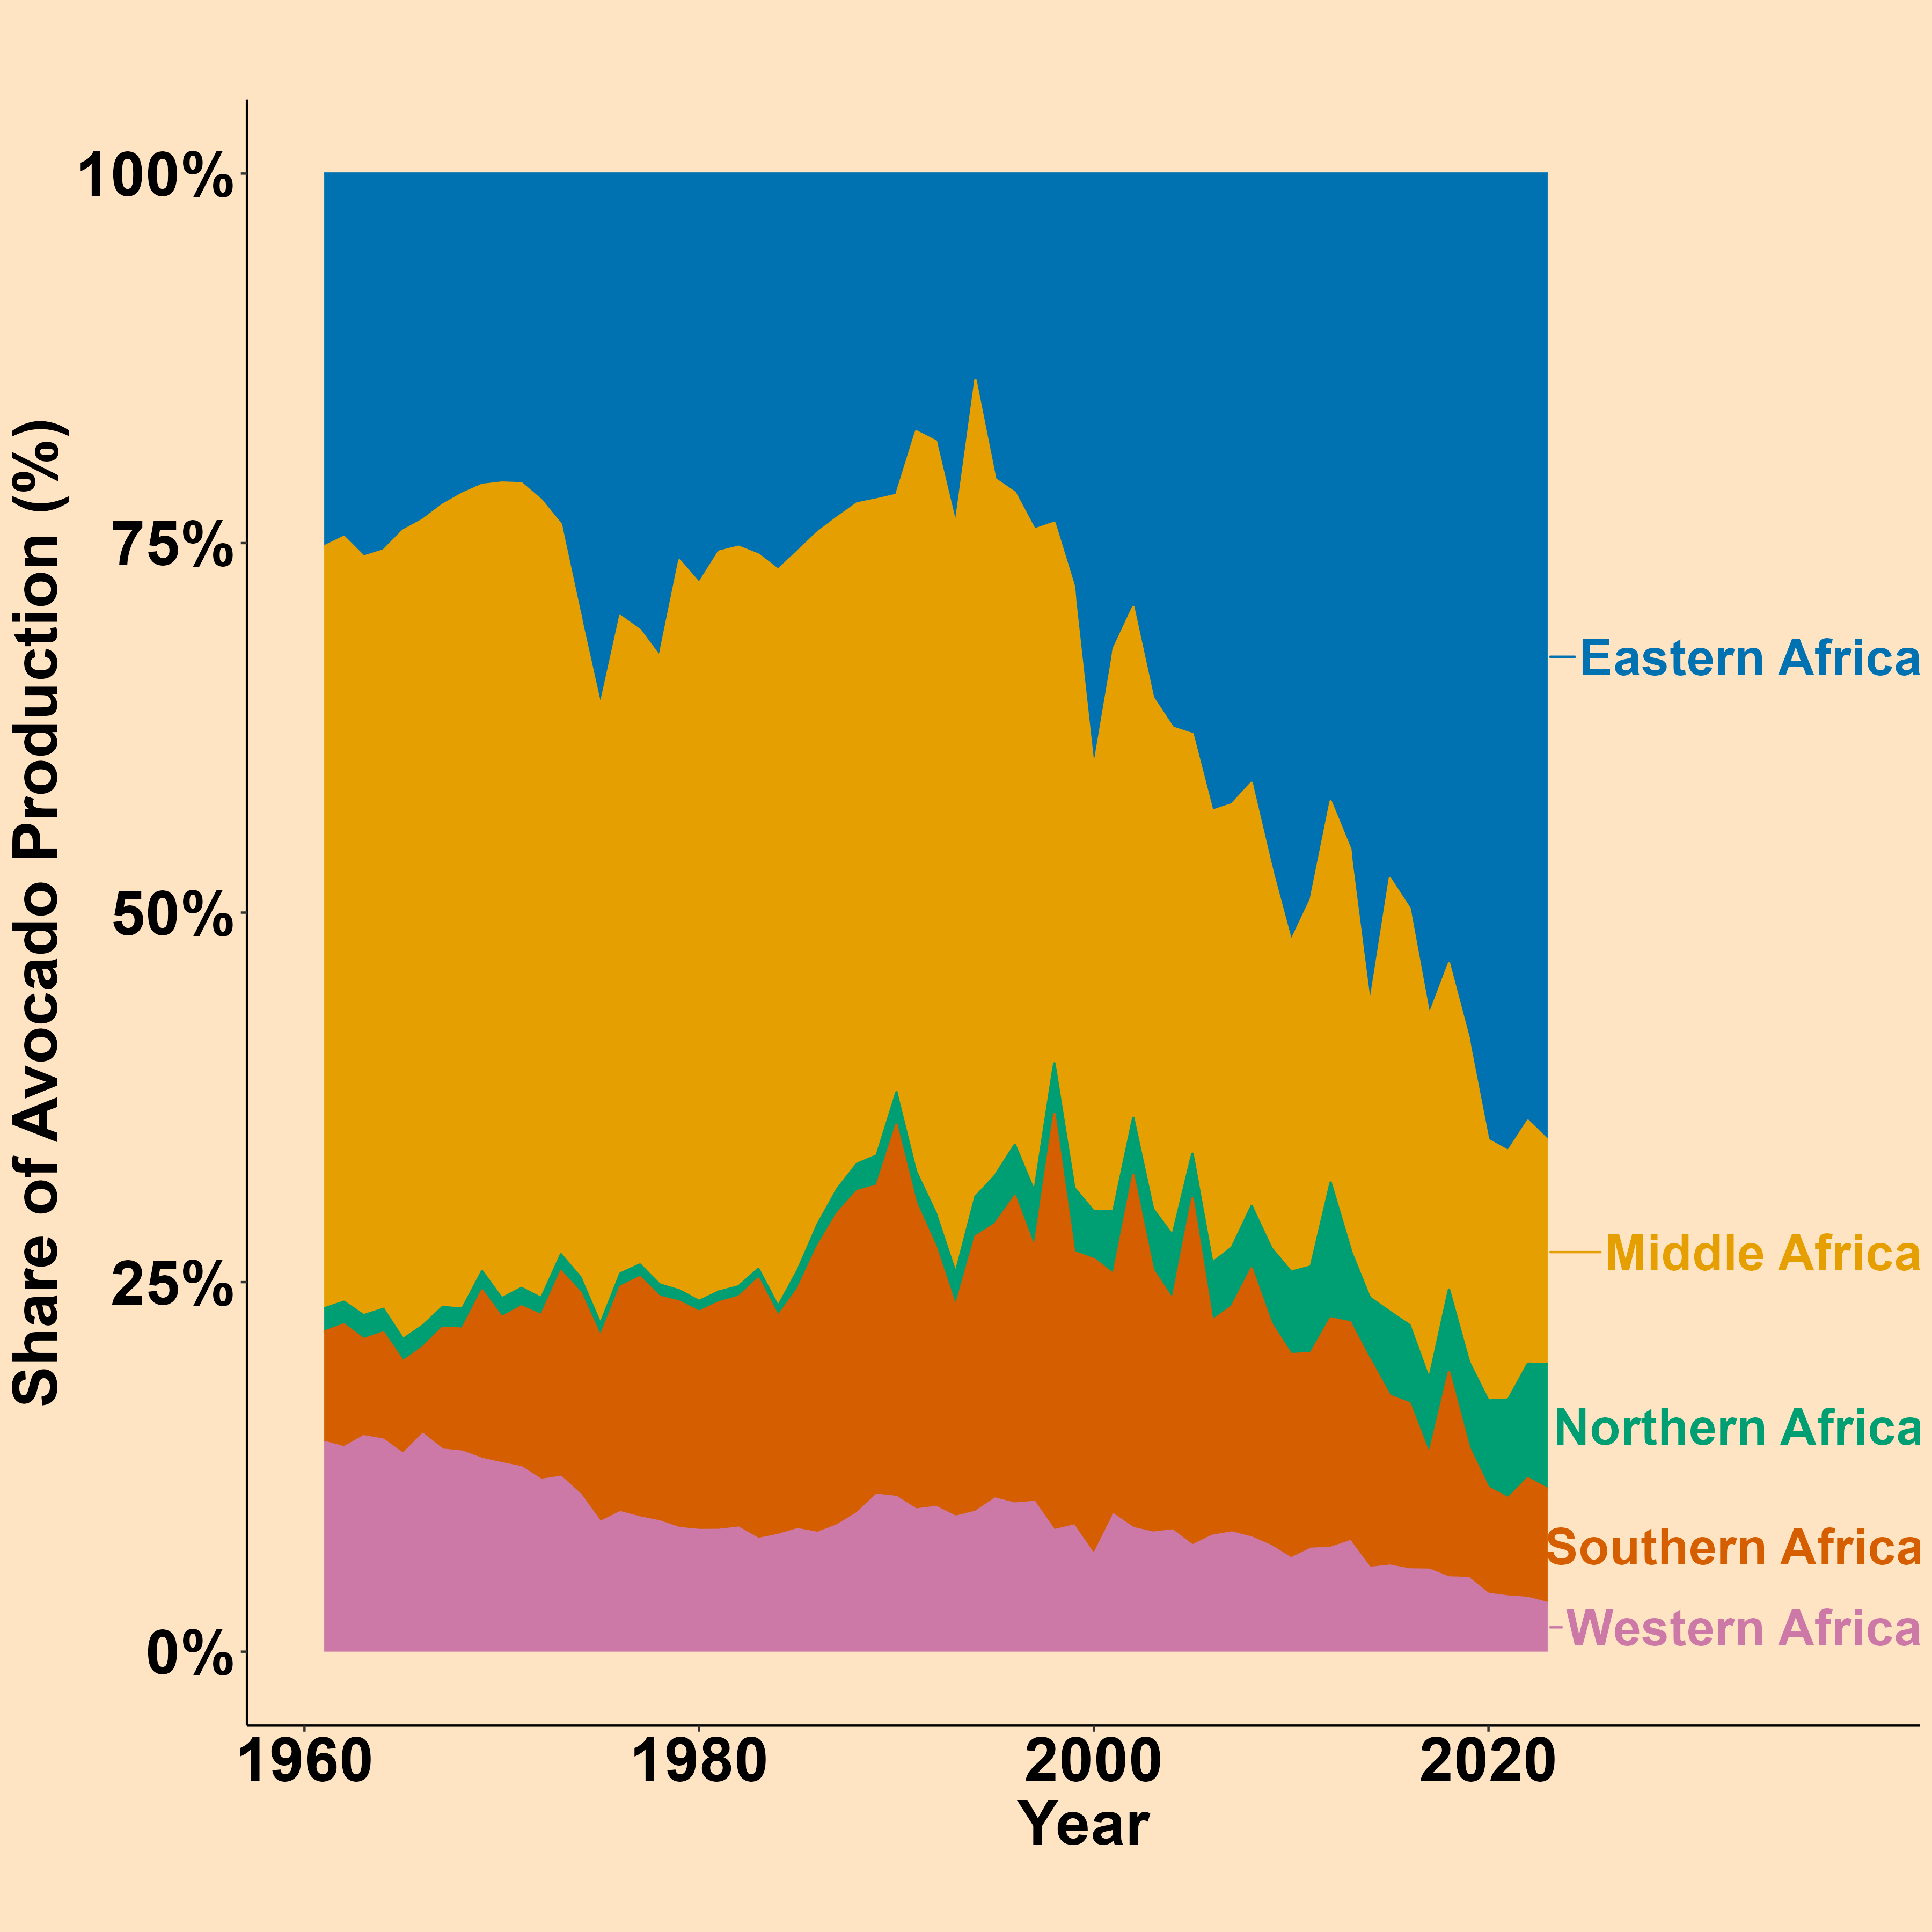 Share of Avocado Production (%)
100%
75%
50%
25%
0%
1960
1980
2000
2020
Year
Eastern Africa
Middle Africa
Northern Africa
Southern Africa
Western Africa